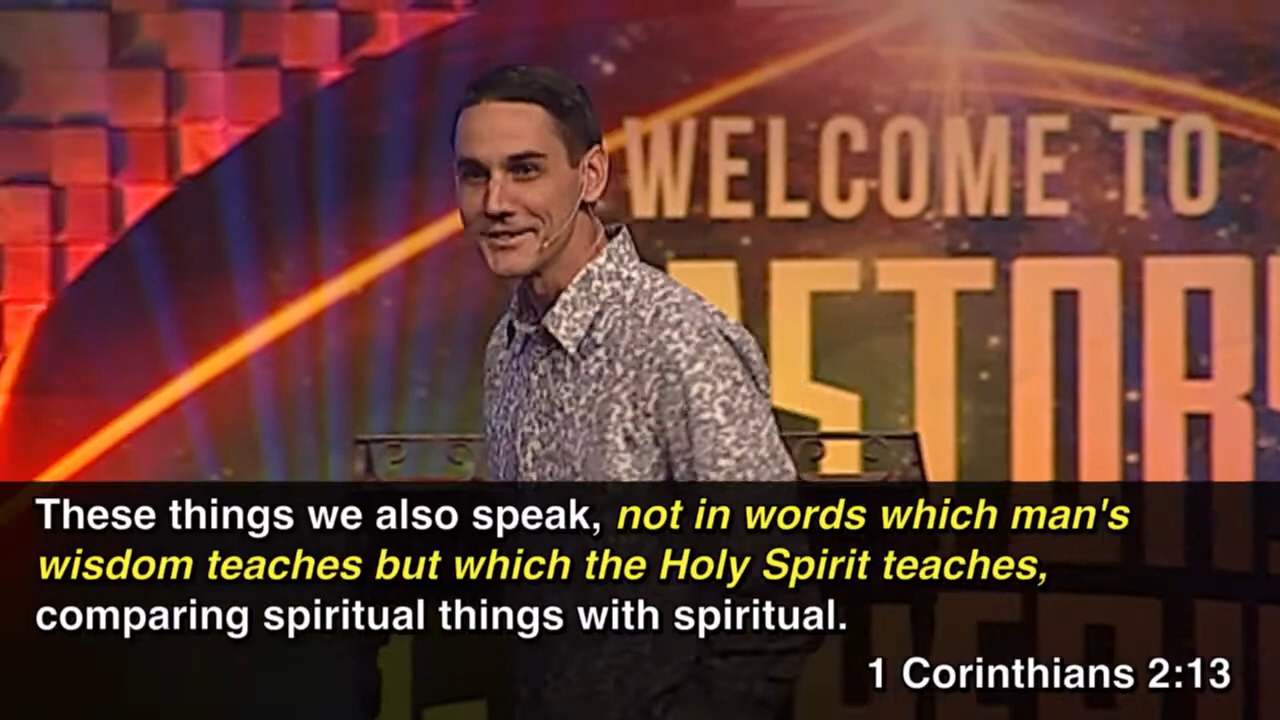 WELCOME TO
These things we also speak, not in words which man's
wisdom teaches but which the Holy Spirit teaches,
comparing spiritual things with spiritual.
1 Corinthians 2:13